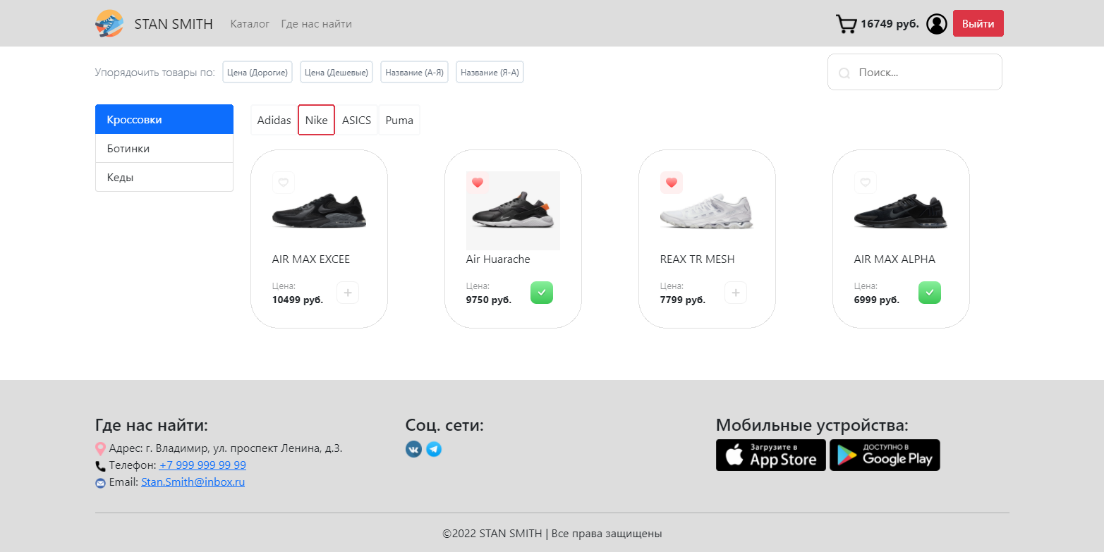 STAN SMITH Каталог Где нас найти 16749 руб. Выйти
Упорядочить товары по: Цена (Дорогие) Цена (Дешевые) Название (А-Я) Название (Я-А) Поиск...
Кроссовки
Ботинки
Кеды
Adidas Nike ASICS Puma
AIR MAX EXCEE
Цена:
10499 руб.
Air Huarache
Цена:
9750 руб.
REAX TR MESH
Цена:
7799 руб.
AIR MAX ALPHA
Цена:
6999 руб.
Где нас найти:
Адрес: г. Владимир, ул. проспект Ленина, д.3.
Телефон: +7 999 999 99 99
Email: Stan.Smith@inbox.ru
Соц. сети:
Мобильные устройства:
Загрузите в
App Store
ДОСТУПНО В
Google Play
©2022 STAN SMITH | Все права защищены